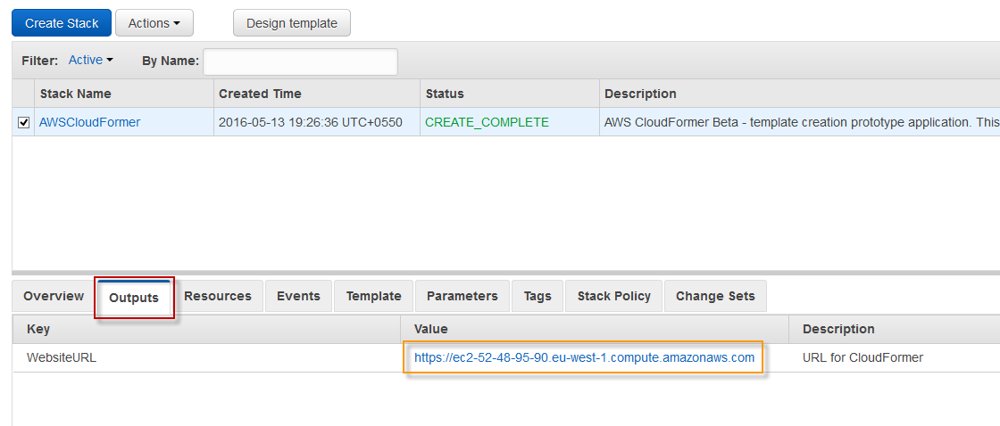 Create Stack Actions Design template
Filter: Active By Name:
Stack Name Created Time Status Description
AWSCloudFormer 2016-05-13 19:26:36 UTC+0550 CREATE_COMPLETE AWS CloudFormer Beta - template creation prototype application. This
Overview Outputs Resources Events Template Parameters Tags Stack Policy Change Sets
Key Value Description
WebsiteURL https://ec2-52-48-95-90.eu-west-1.compute.amazonaws.com URL for CloudFormer